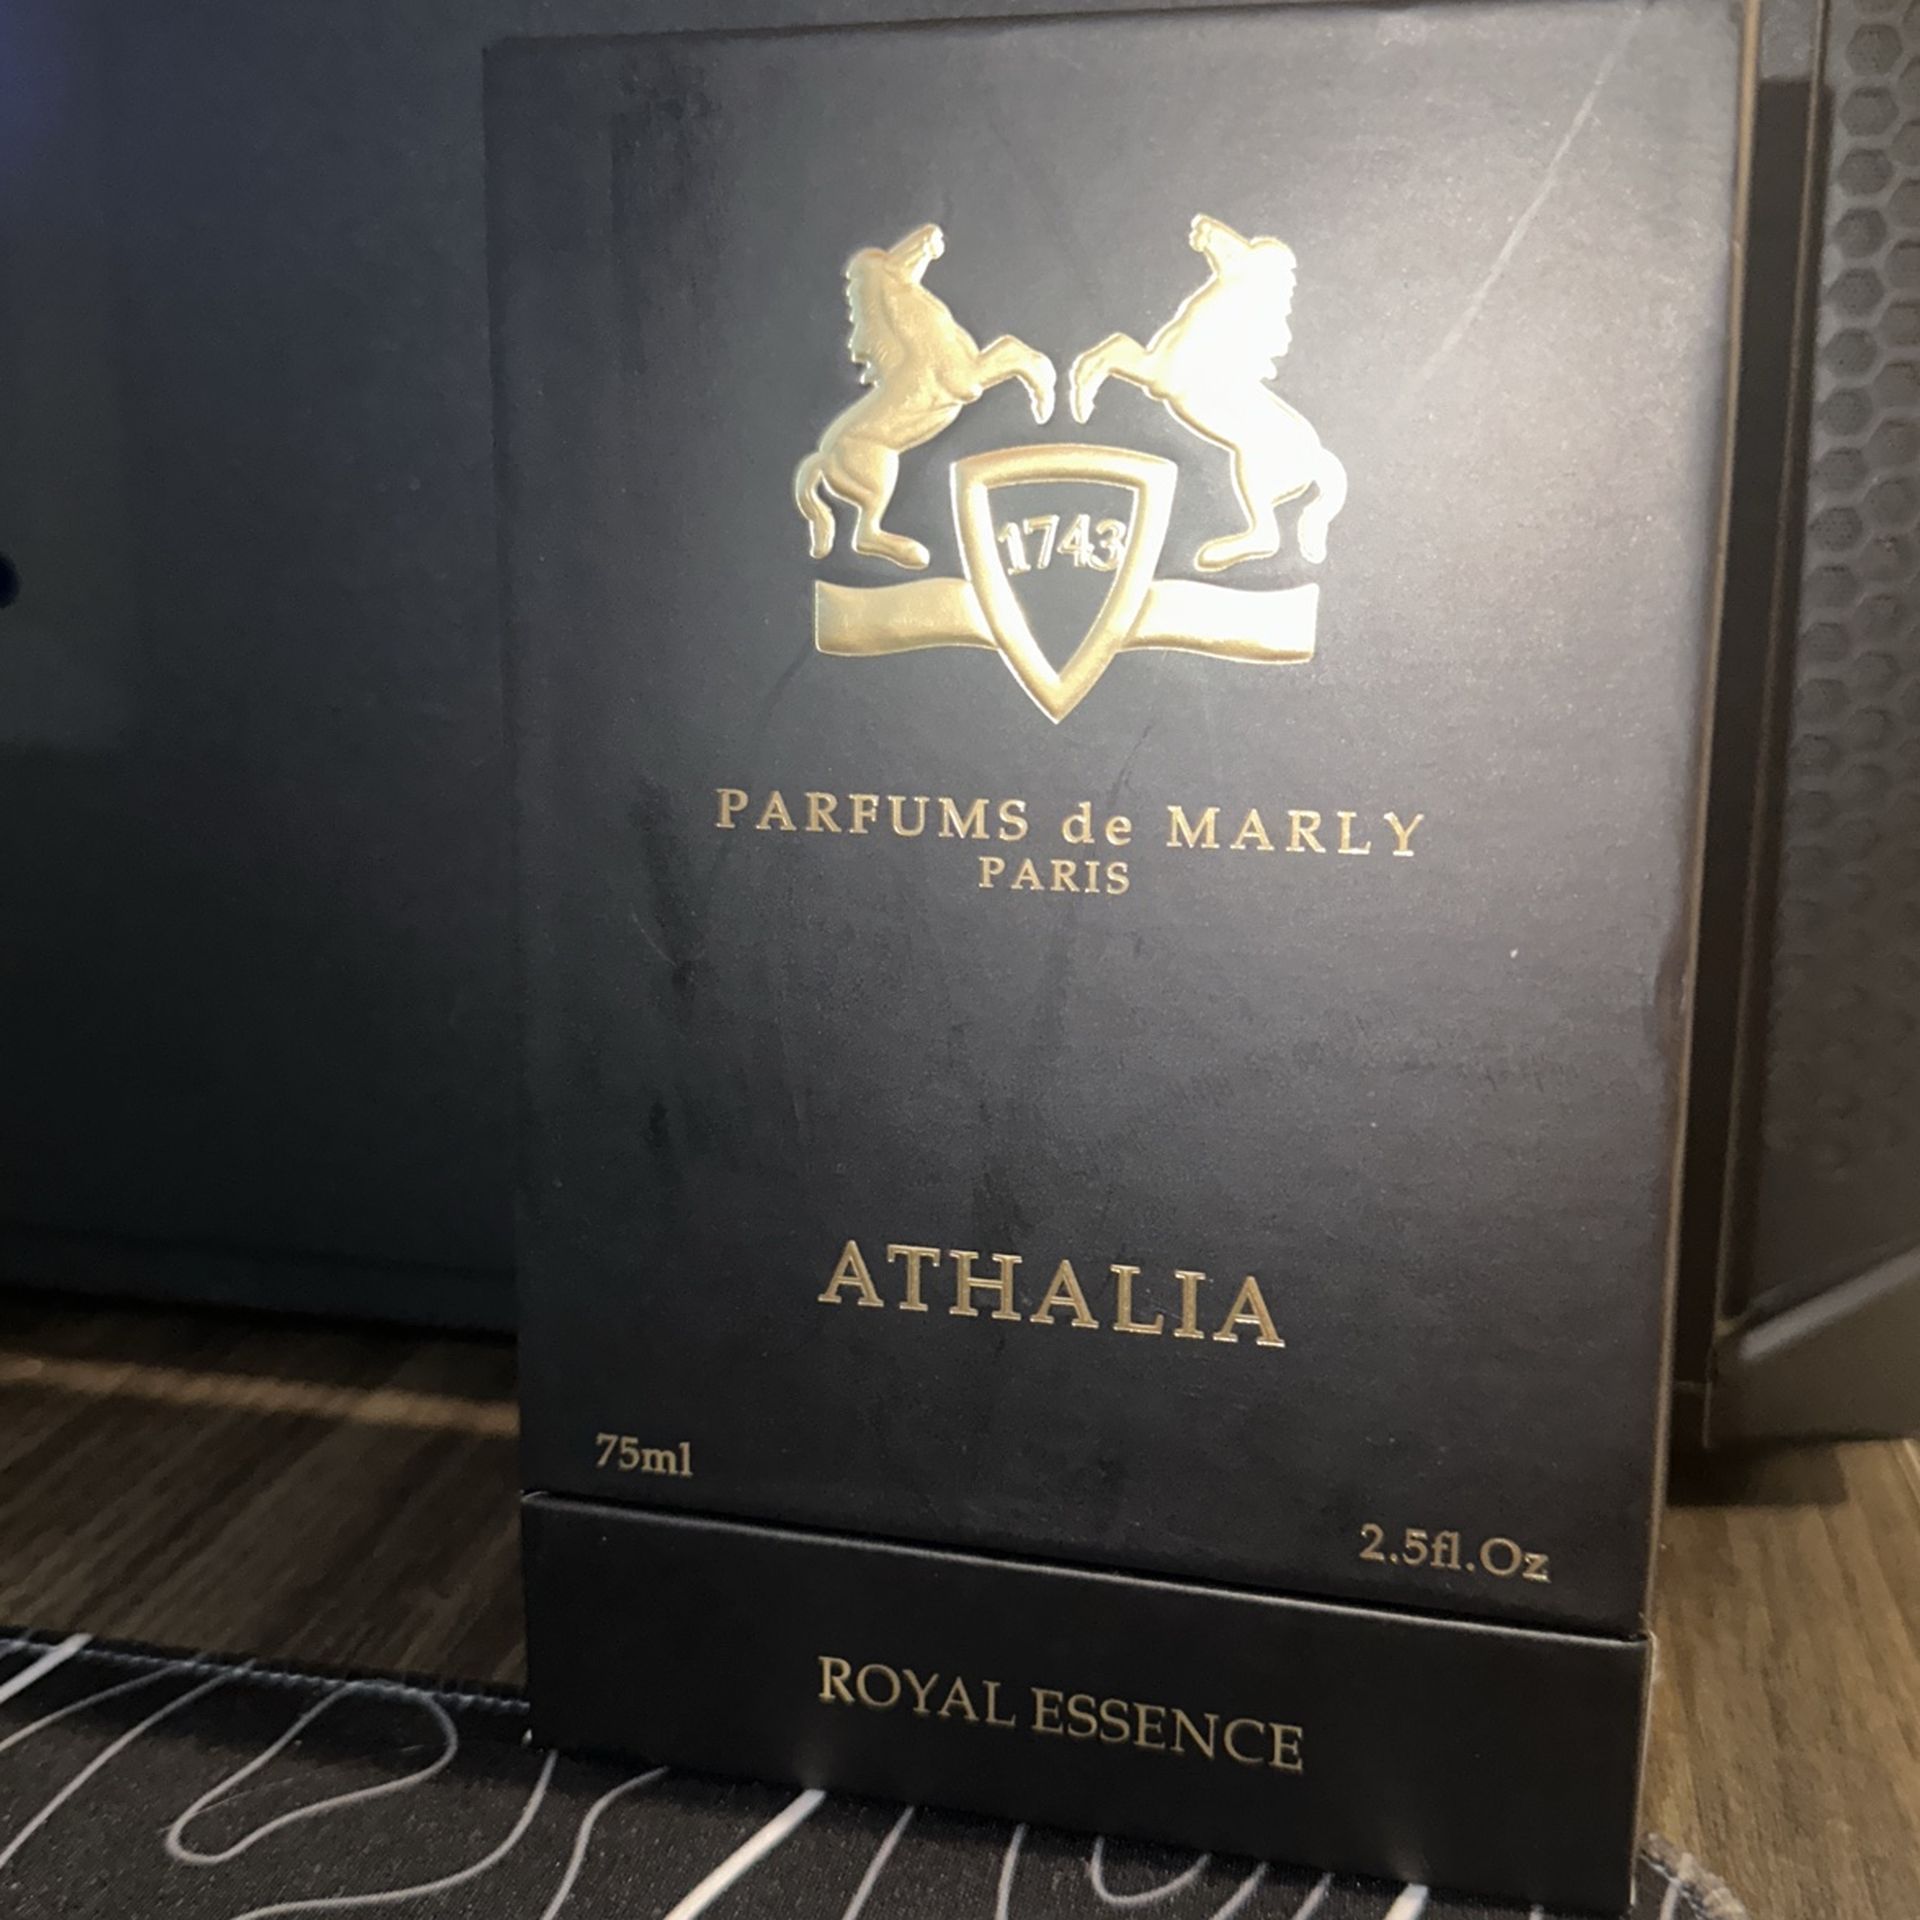 1743
PARFUMS de MARLY
PARIS
ATHALIA
75ml
2.5fl.Oz
ROYAL ESSENCE